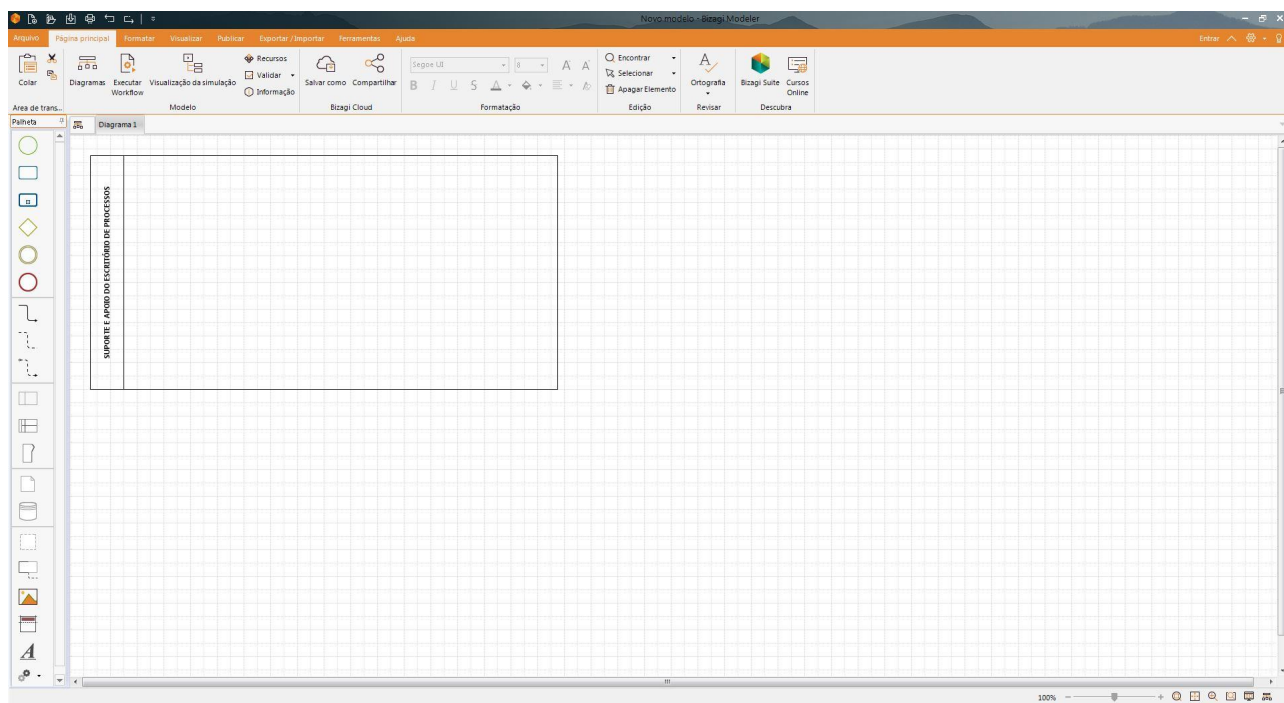 Novo modelo - Bizagi Modeler
Arquivo Página principal Formatar Visualizar Publicar Exportar / Importar Ferramentas Ajuda Entrar
Colar
Diagramas
Executar Workflow
Visualização da simulação
Recursos
Validar
Informação
Salvar como
Compartilhar
Segoe UI 8
B I U S A
A A
Encontrar
Selecionar
Apagar Elemento
Ortografia
Bizagi Suite
Cursos Online
Área de trans... Modelo Bizagi Cloud Formatação Edição Revisar Descubra
Palheta
Diagrama 1
SUPORTE E APOIO DO ESCRITÓRIO DE PROCESSOS
A
100%